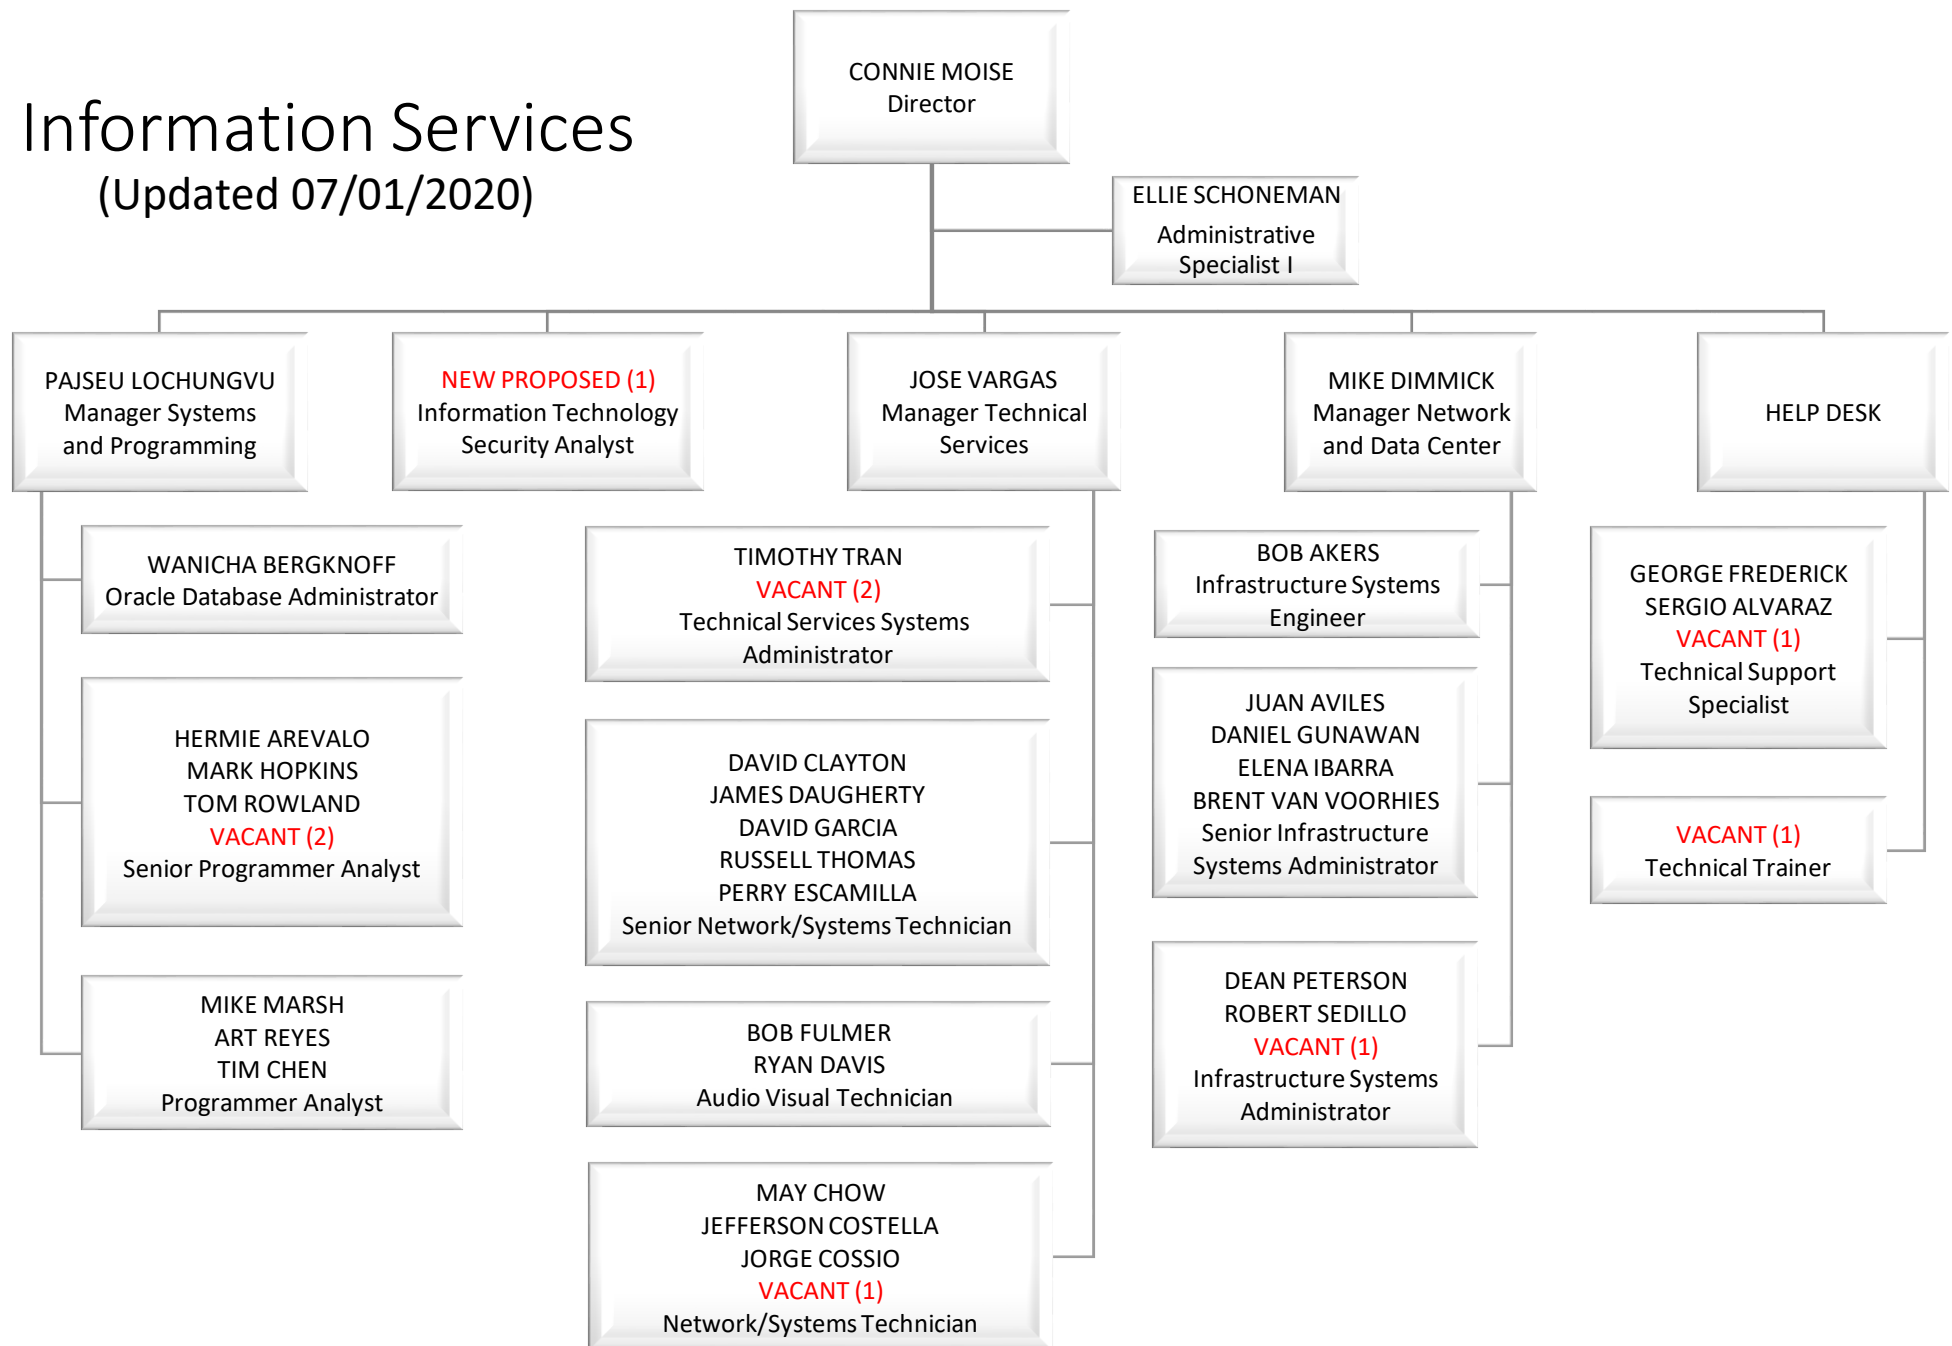 Information Services
(Updated 07/01/2020)
CONNIE MOISE
Director
ELLIE SCHONEMAN
Administrative
Specialist I
PAJSEU LOCHUNGVU
Manager Systems
and Programming
NEW PROPOSED (1)
Information Technology
Security Analyst
JOSE VARGAS
Manager Technical
Services
MIKE DIMMICK
Manager Network
and Data Center
HELP DESK
WANICHA BERGKNOFF
Oracle Database Administrator
HERMIE AREVALO
MARK HOPKINS
TOM ROWLAND
VACANT (2)
Senior Programmer Analyst
MIKE MARSH
ART REYES
TIM CHEN
Programmer Analyst
TIMOTHY TRAN
VACANT (2)
Technical Services Systems
Administrator
DAVID CLAYTON
JAMES DAUGHERTY
DAVID GARCIA
RUSSELL THOMAS
PERRY ESCAMILLA
Senior Network/Systems Technician
BOB FULMER
RYAN DAVIS
Audio Visual Technician
MAY CHOW
JEFFERSON COSTELLA
JORGE COSSIO
VACANT (1)
Network/Systems Technician
BOB AKERS
Infrastructure Systems
Engineer
JUAN AVILES
DANIEL GUNAWAN
ELENA IBARRA
BRENT VAN VOORHIES
Senior Infrastructure
Systems Administrator
DEAN PETERSON
ROBERT SEDILLO
VACANT (1)
Infrastructure Systems
Administrator
GEORGE FREDERICK
SERGIO ALVARAZ
VACANT (1)
Technical Support
Specialist
VACANT (1)
Technical Trainer